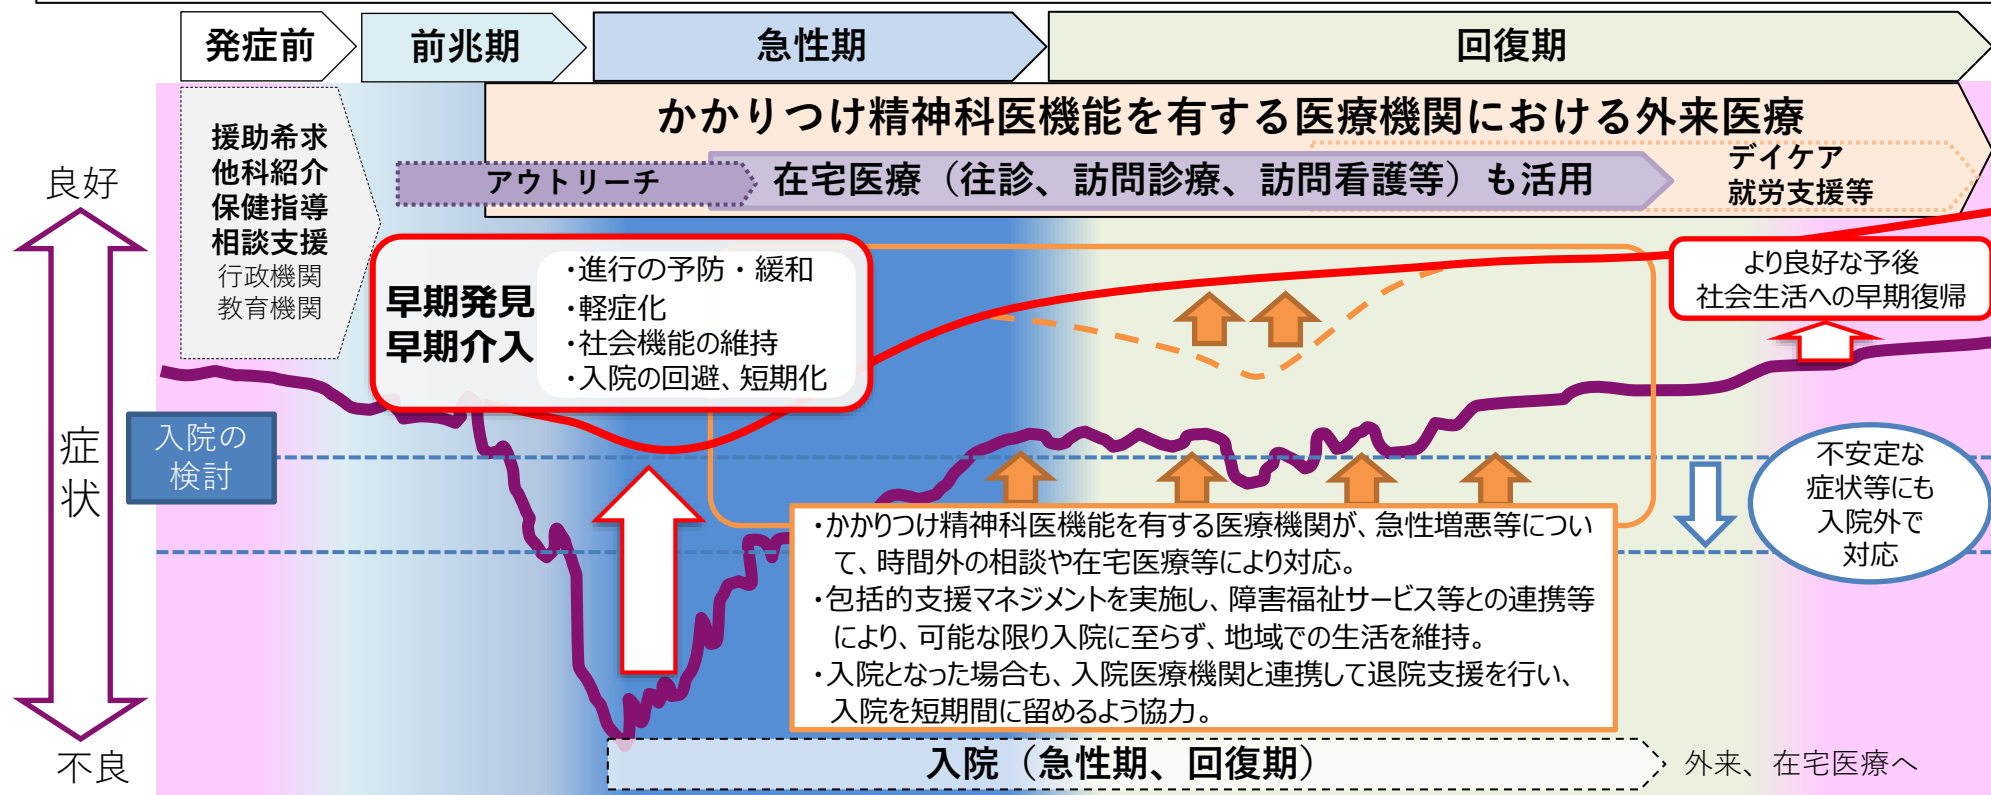 発症前
前兆期
急性期
回復期
援助希求
他科紹介
保健指導
相談支援
行政機関
教育機関
かかりつけ精神科医機能を有する医療機関における外来医療
アウトリーチ
在宅医療（往診、訪問診療、訪問看護等）も活用
デイケア
就労支援等
良好
症状
不良
早期発見
早期介入
・進行の予防・緩和
・軽症化
・社会機能の維持
・入院の回避、短期化
より良好な予後
社会生活への早期復帰
入院の
検討
不安定な
症状等にも
入院外で
対応
・かかりつけ精神科医機能を有する医療機関が、急性増悪等につい
て、時間外の相談や在宅医療等により対応。
・包括的支援マネジメントを実施し、障害福祉サービス等との連携等
により、可能な限り入院に至らず、地域での生活を維持。
・入院となった場合も、入院医療機関と連携して退院支援を行い、
入院を短期間に留めるよう協力。
入院（急性期、回復期）
外来、在宅医療へ